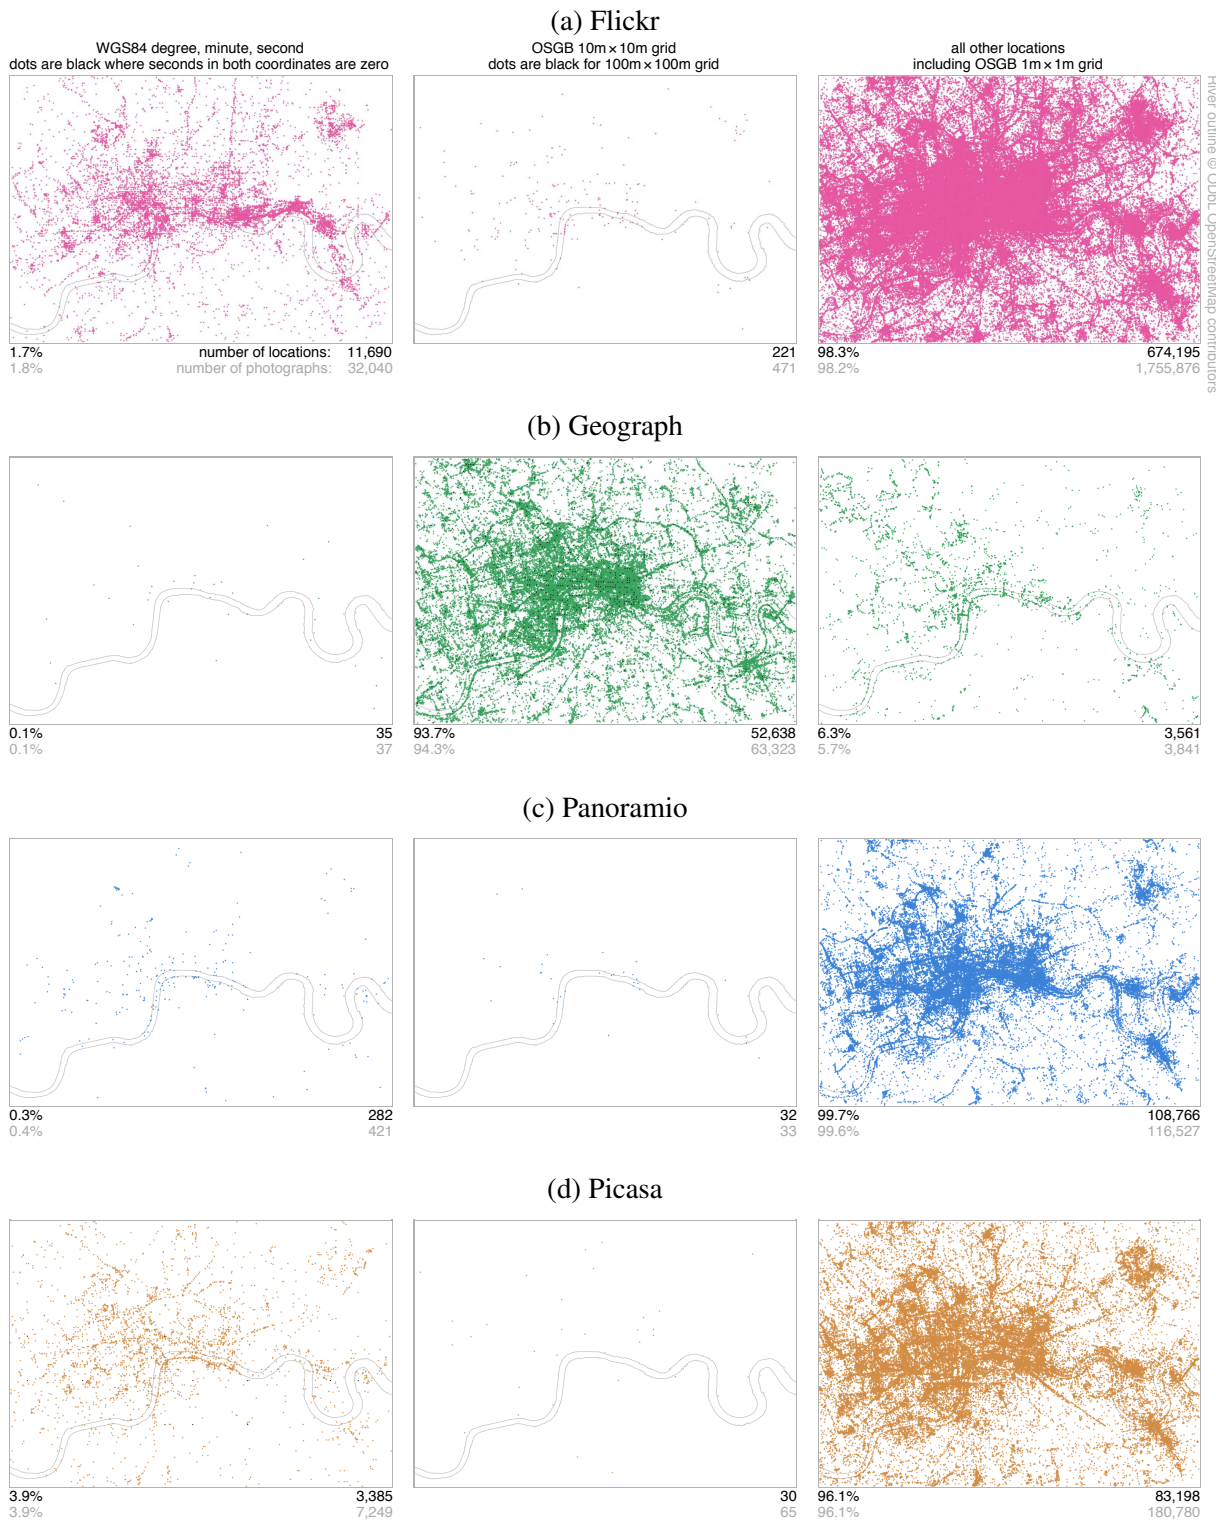 (a) Flickr
WGS84 degree, minute, second
dots are black where seconds in both coordinates are zero
OSGB 10m × 10m grid
dots are black for 100m × 100m grid
all other locations
including OSGB 1m × 1m grid
River outline © ODbL OpenStreetMap contributors
1.7% number of locations: 11,690
1.8% number of photographs: 32,040
221
471
98.3% 674,195
98.2% 1,755,876
(b) Geograph
0.1% 35
0.1% 37
93.7% 52,638
94.3% 63,323
6.3% 3,561
5.7% 3,841
(c) Panoramio
0.3% 282
0.4% 421
32
33
99.7% 108,766
99.6% 116,527
(d) Picasa
3.9% 3,385
3.9% 7,249
30
65
96.1% 83,198
96.1% 180,780